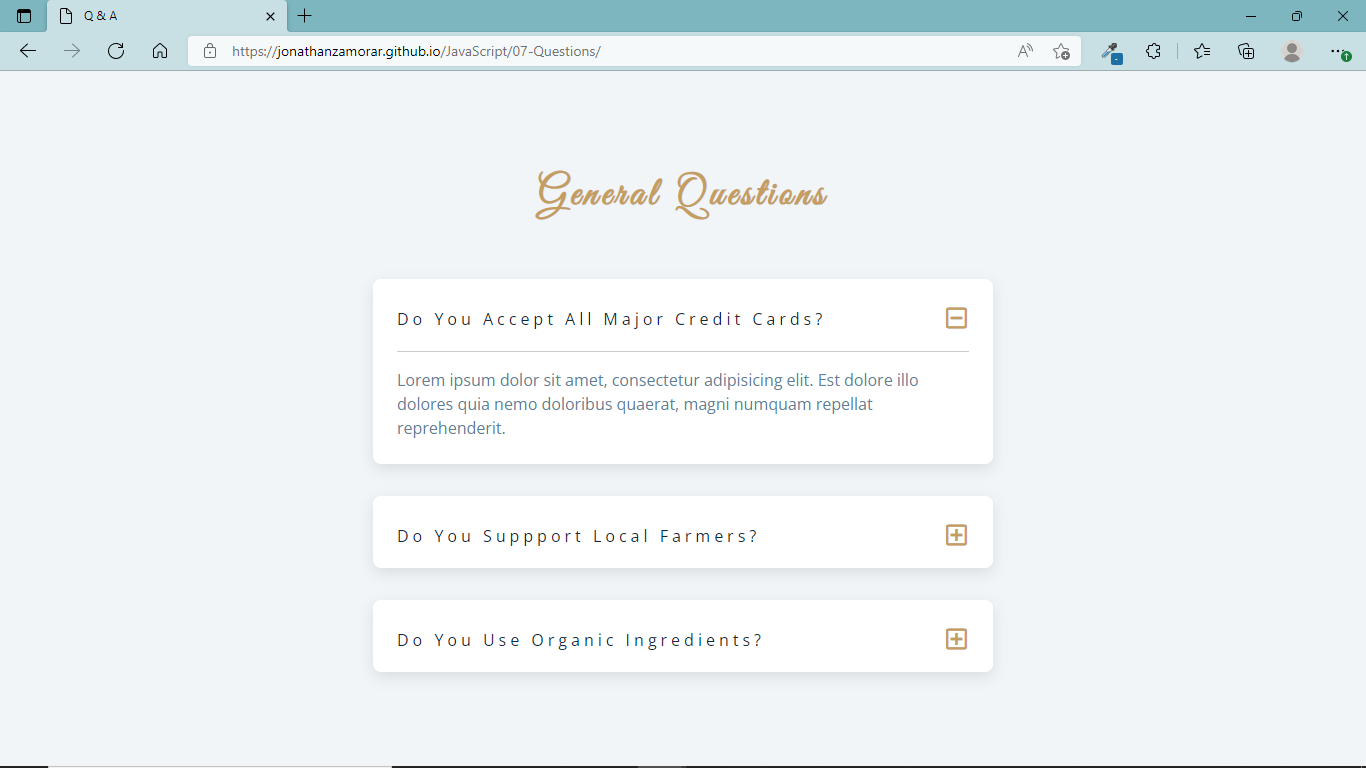 Q & A
https://jonathanzamorar.github.io/JavaScript/07-Questions/
General Questions
Do You Accept All Major Credit Cards?
Lorem ipsum dolor sit amet, consectetur adipisicing elit. Est dolore illo
dolores quia nemo doloribus quaerat, magni numquam repellat
reprehenderit.
Do You Suppport Local Farmers?
Do You Use Organic Ingredients?